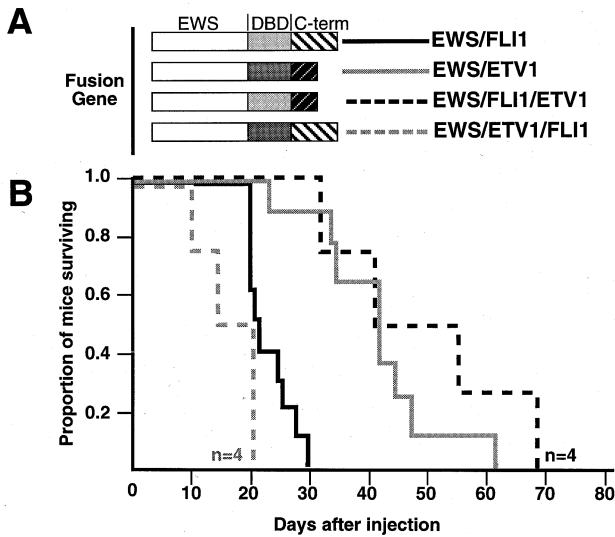 A
EWS DBD C-term
Fusion Gene
EWS/FLI1
EWS/ETV1
EWS/FLI1/ETV1
EWS/ETV1/FLI1
B
Proportion of mice surviving
1.0
0.8
0.6
0.4
0.2
n=4
n=4
0 10 20 30 40 50 60 70 80
Days after injection